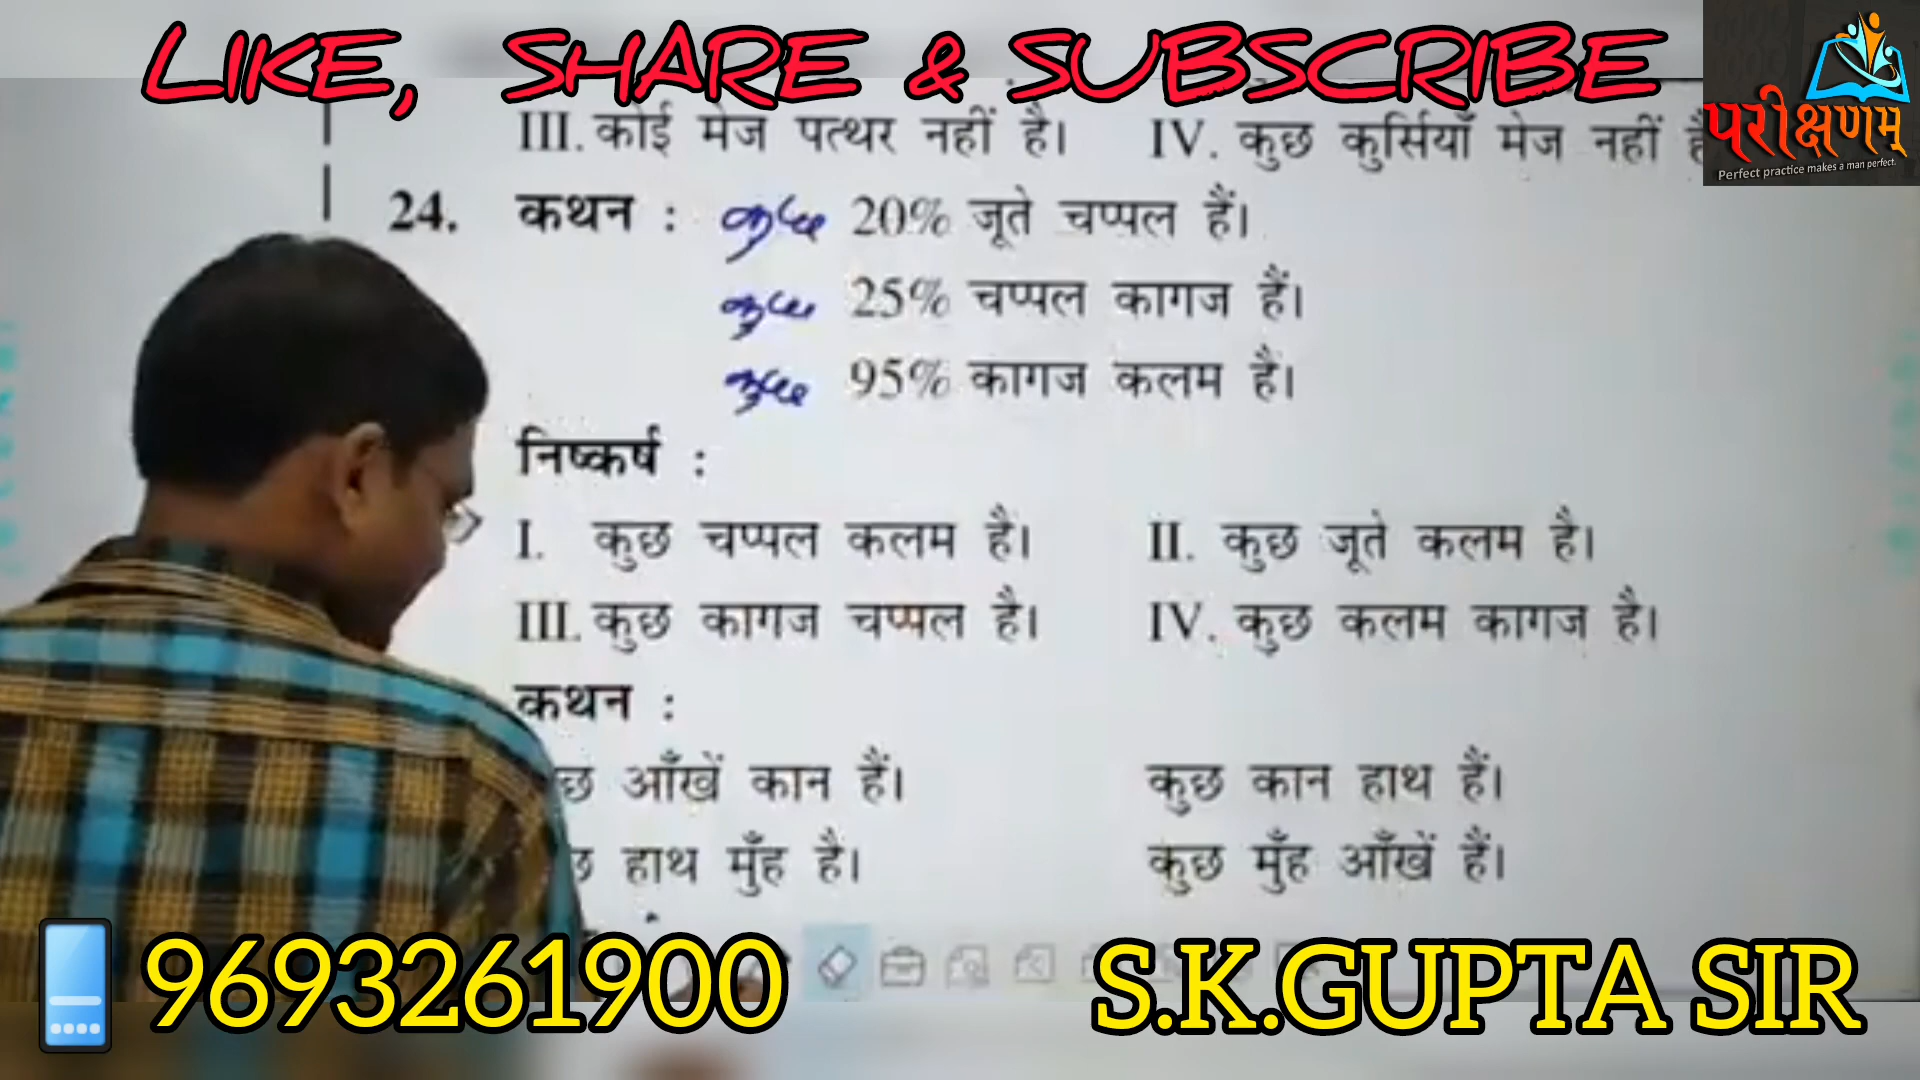 LIKE, SHARE & SUBSCRIBE
परीक्षणम्
Perfect practice makes a man perfect.
III. कोई मेज पत्थर नहीं है। IV. कुछ कुर्सियाँ मेज नहीं
24. कथन : कुछ 20% जूते चप्पल हैं।
कुछ 25% चप्पल कागज हैं।
कुछ 95% कागज कलम है।
निष्कर्ष :
I. कुछ चप्पल कलम है। II. कुछ जूते कलम है।
III. कुछ कागज चप्पल है। IV. कुछ कलम कागज है।
कथन :
आँखें कान हैं। कुछ कान हाथ हैं।
हाथ मुँह है। कुछ मुँह आँखें हैं।
9693261900 S.K.GUPTA SIR